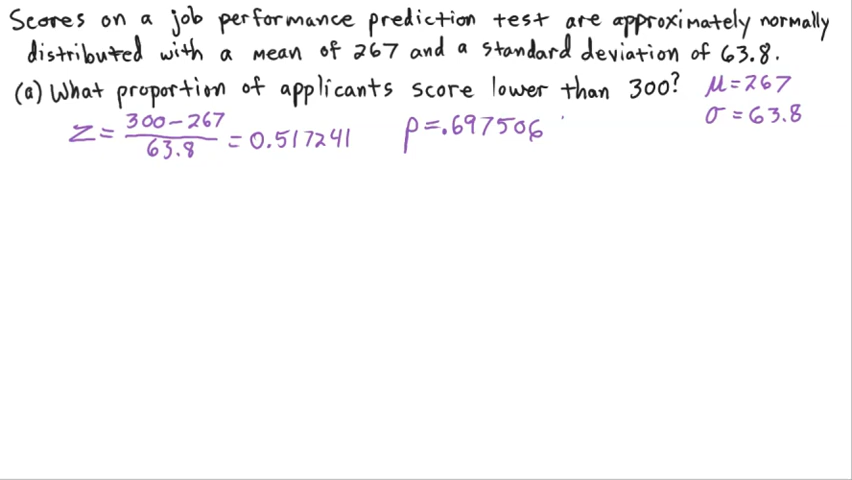 Scores on a job performance prediction test are approximately normally
distributed with a mean of 267 and a standard deviation of 63.8.
(a) What proportion of applicants score lower than 300? μ=267
σ=63.8
z = (300-267)/63.8 = 0.517241 p=.697506